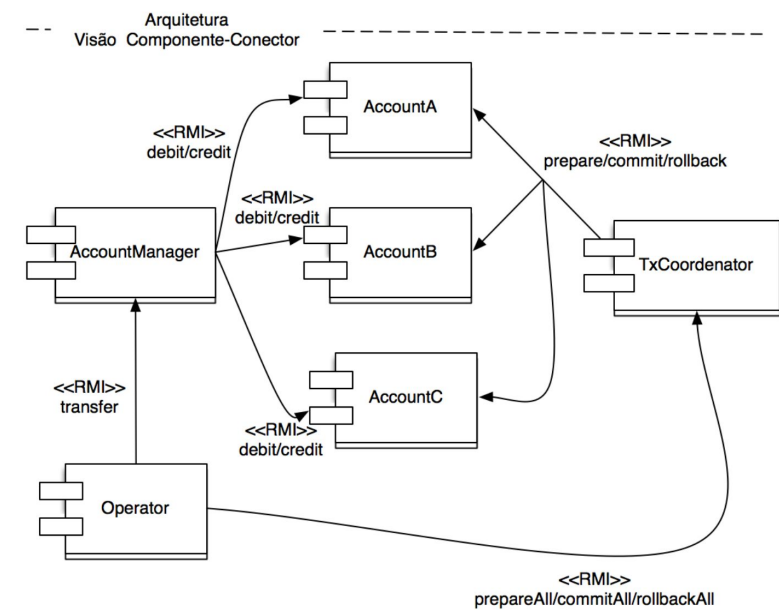 Arquitetura
Visão Componente-Conector
AccountA
<<RMI>>
debit/credit
<<RMI>>
prepare/commit/rollback
<<RMI>>
debit/credit
AccountManager
AccountB
TxCoordenator
<<RMI>>
transfer
AccountC
<<RMI>>
debit/credit
Operator
<<RMI>>
prepareAll/commitAll/rollbackAll